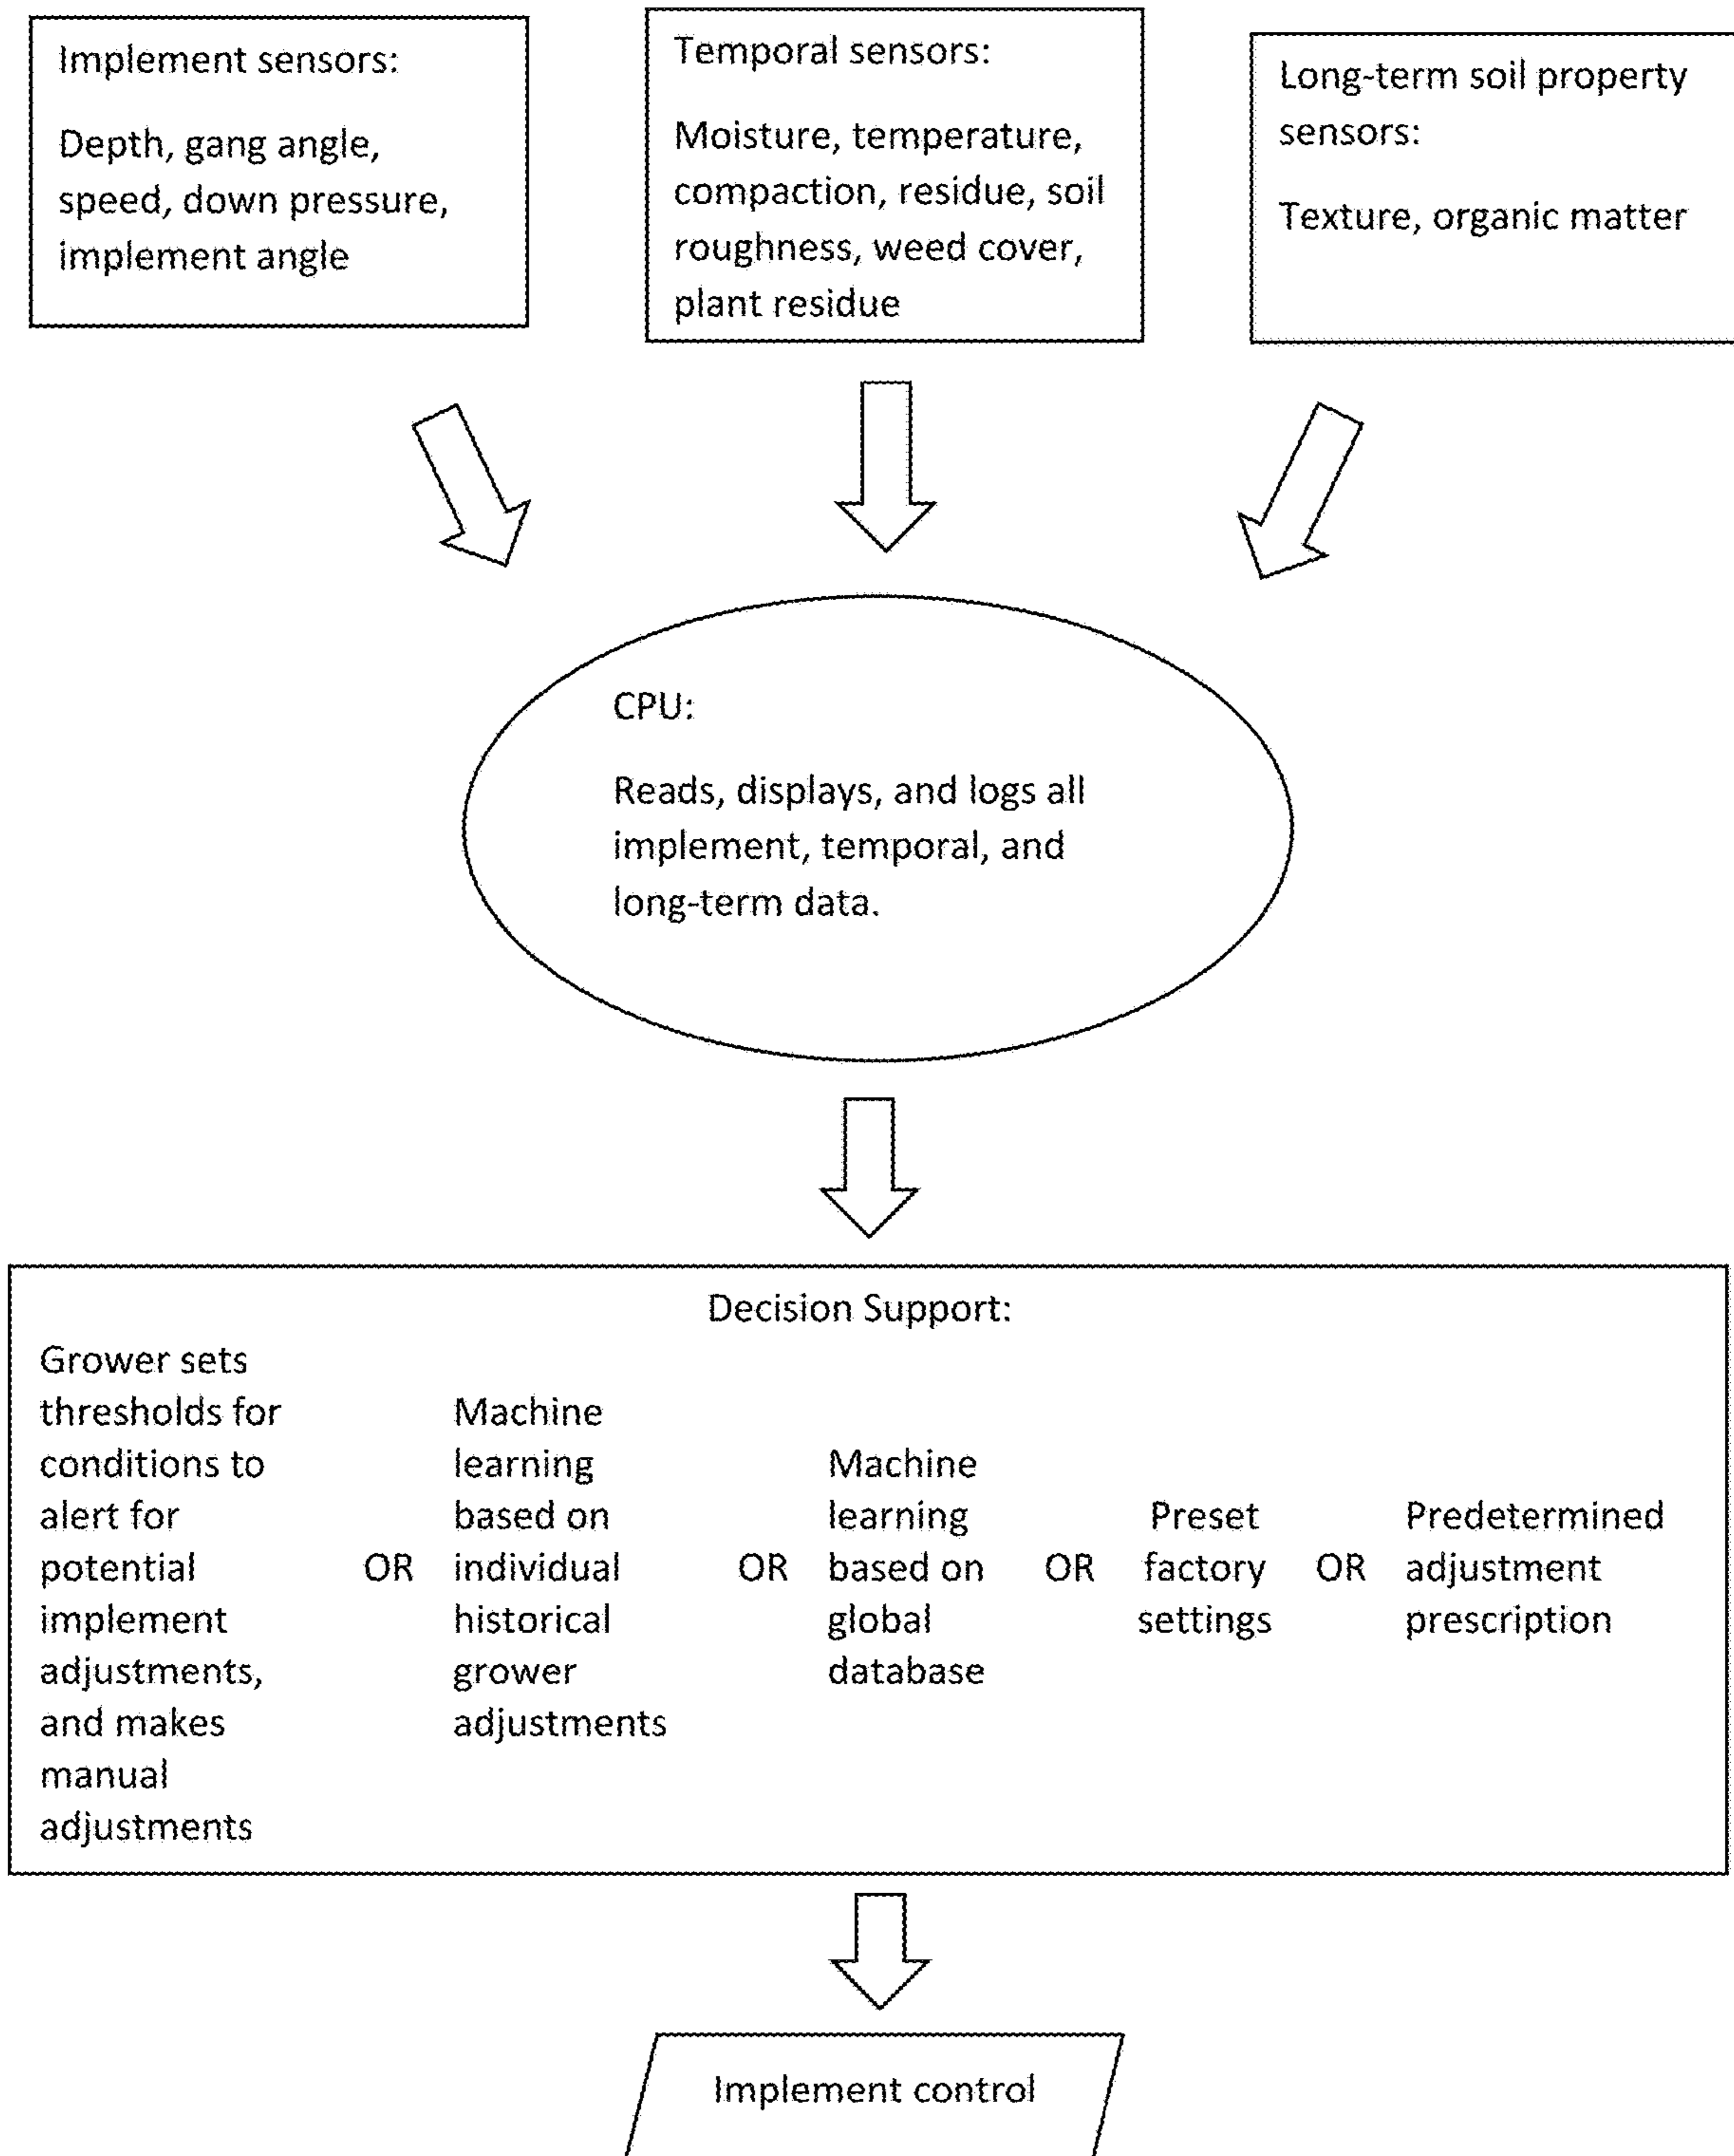 Implement sensors:
Depth, gang angle,
speed, down pressure,
implement angle
Temporal sensors:
Moisture, temperature,
compaction, residue, soil
roughness, weed cover,
plant residue
Long-term soil property
sensors:
Texture, organic matter
CPU:
Reads, displays, and logs all
implement, temporal, and
long-term data.
Decision Support:
Grower sets
thresholds for
conditions to
alert for
potential
implement
adjustments,
and makes
manual
adjustments
OR
Machine
learning
based on
individual
historical
grower
adjustments
OR
Machine
learning
based on
global
database
OR
Preset
factory
settings
OR
Predetermined
adjustment
prescription
Implement control